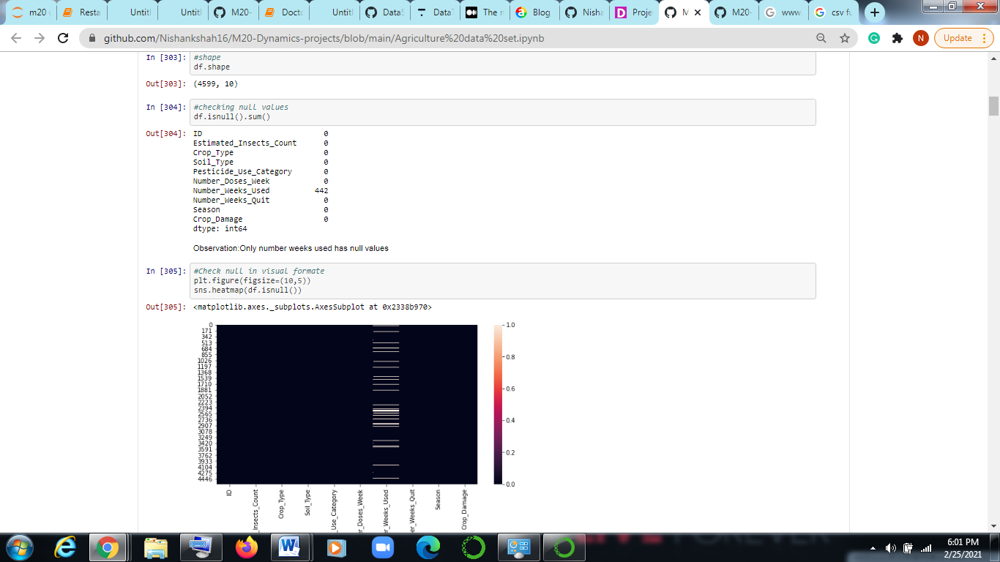 m20
Resta
Untitl
Untitl
M20-
Docto
Untitl
DataS
DataT
The m
Blog
Nisha
Proje
M
M20-
www.
csv fu
github.com/Nishankshah16/M20-Dynamics-projects/blob/main/Agriculture%20data%20set.ipynb
N
Update
In [303]: #shape
df.shape
Out[303]: (4599, 10)
In [304]: #checking null values
df.isnull().sum()
Out[304]: ID 0
Estimated_Insects_Count 0
Crop_Type 0
Soil_Type 0
Pesticide_Use_Category 0
Number_Doses_Week 0
Number_Weeks_Used 442
Number_Weeks_Quit 0
Season 0
Crop_Damage 0
dtype: int64
Observation:Only number weeks used has null values
In [305]: #Check null in visual formate
plt.figure(figsize=(10,5))
sns.heatmap(df.isnull())
Out[305]: <matplotlib.axes._subplots.AxesSubplot at 0x2338b970>
0
171
342
513
684
855
1026
1197
1368
1539
1710
1881
2052
2223
2394
2565
2736
2907
3078
3249
3420
3591
3762
3933
4104
4275
4446
1.0
0.8
0.6
0.4
0.2
0.0
ID
_Insects_Count
Crop_Type
Soil_Type
_Use_Category
er_Doses_Week
er_Weeks_Used
er_Weeks_Quit
Season
Crop_Damage
6:01 PM
2/25/2021